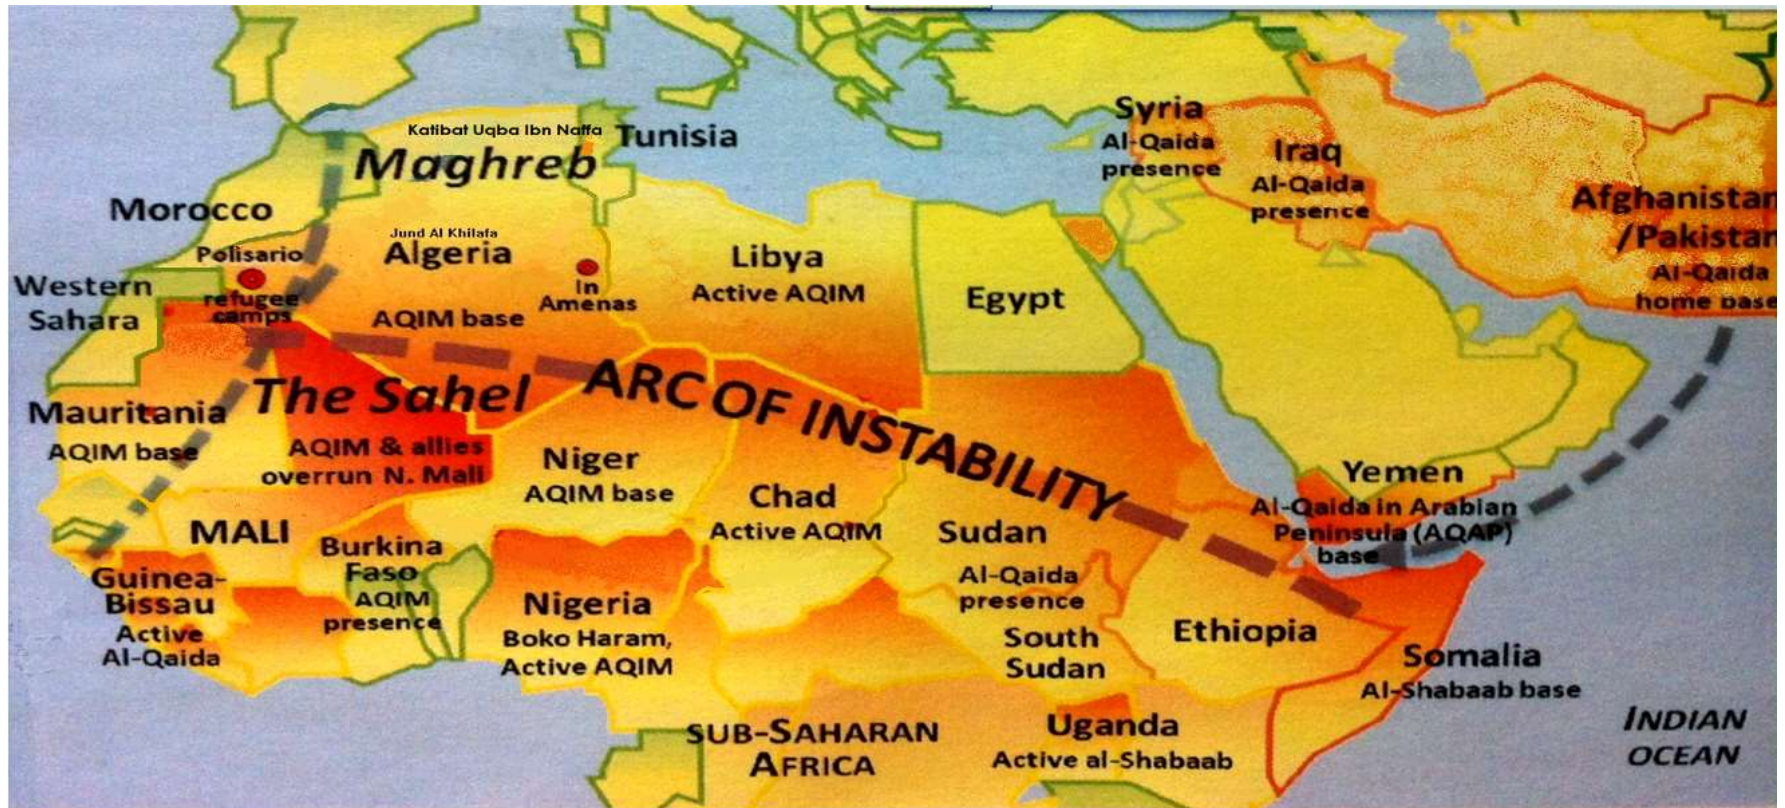 Katibat Uqba Ibn Naffa
Tunisia
Maghreb
Morocco
Jund Al Khilafa
Algeria
Polisario
refugee
camps
In
Amenas
AQIM base
Western
Sahara
Libya
Active AQIM
Egypt
Syria
Al-Qaida
presence
Iraq
Al-Qaida
presence
Afghanistan
/Pakistan
Al-Qaida
home base
ARC OF INSTABILITY
The Sahel
AQIM & allies
overrun N. Mali
Mauritania
AQIM base
MALI
Niger
AQIM base
Chad
Active AQIM
Sudan
Al-Qaida
presence
South
Sudan
Yemen
Al-Qaida in Arabian
Peninsula (AQAP)
base
Burkina
Faso
AQIM
presence
Guinea-
Bissau
Active
Al-Qaida
Nigeria
Boko Haram,
Active AQIM
Ethiopia
Somalia
Al-Shabaab base
SUB-SAHARAN
AFRICA
Uganda
Active al-Shabaab
INDIAN
OCEAN